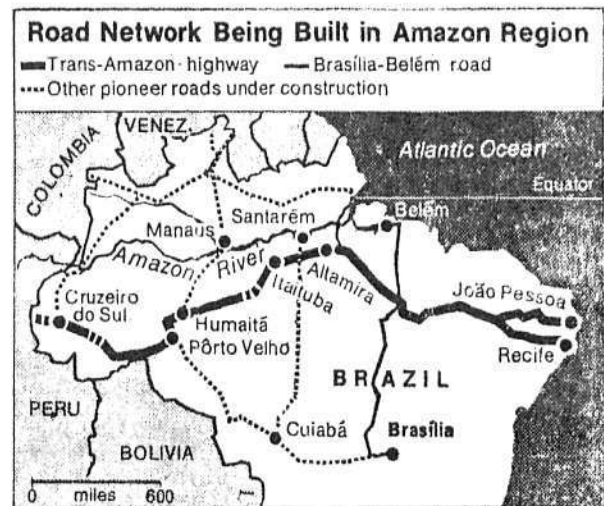 Road Network Being Built in Amazon Region
Trans-Amazon highway
Brasília-Belém road
Other pioneer roads under construction
COLOMBIA
VENEZ.
Atlantic Ocean
Equator
Manaus
Santarém
Belém
Amazon River
Altamira
Itaituba
João Pessoa
Cruzeiro
do Sul
Humaitã
Pôrto Velho
Recife
BRAZIL
PERU
Cuiabá
Brasília
BOLIVIA
0 miles 600